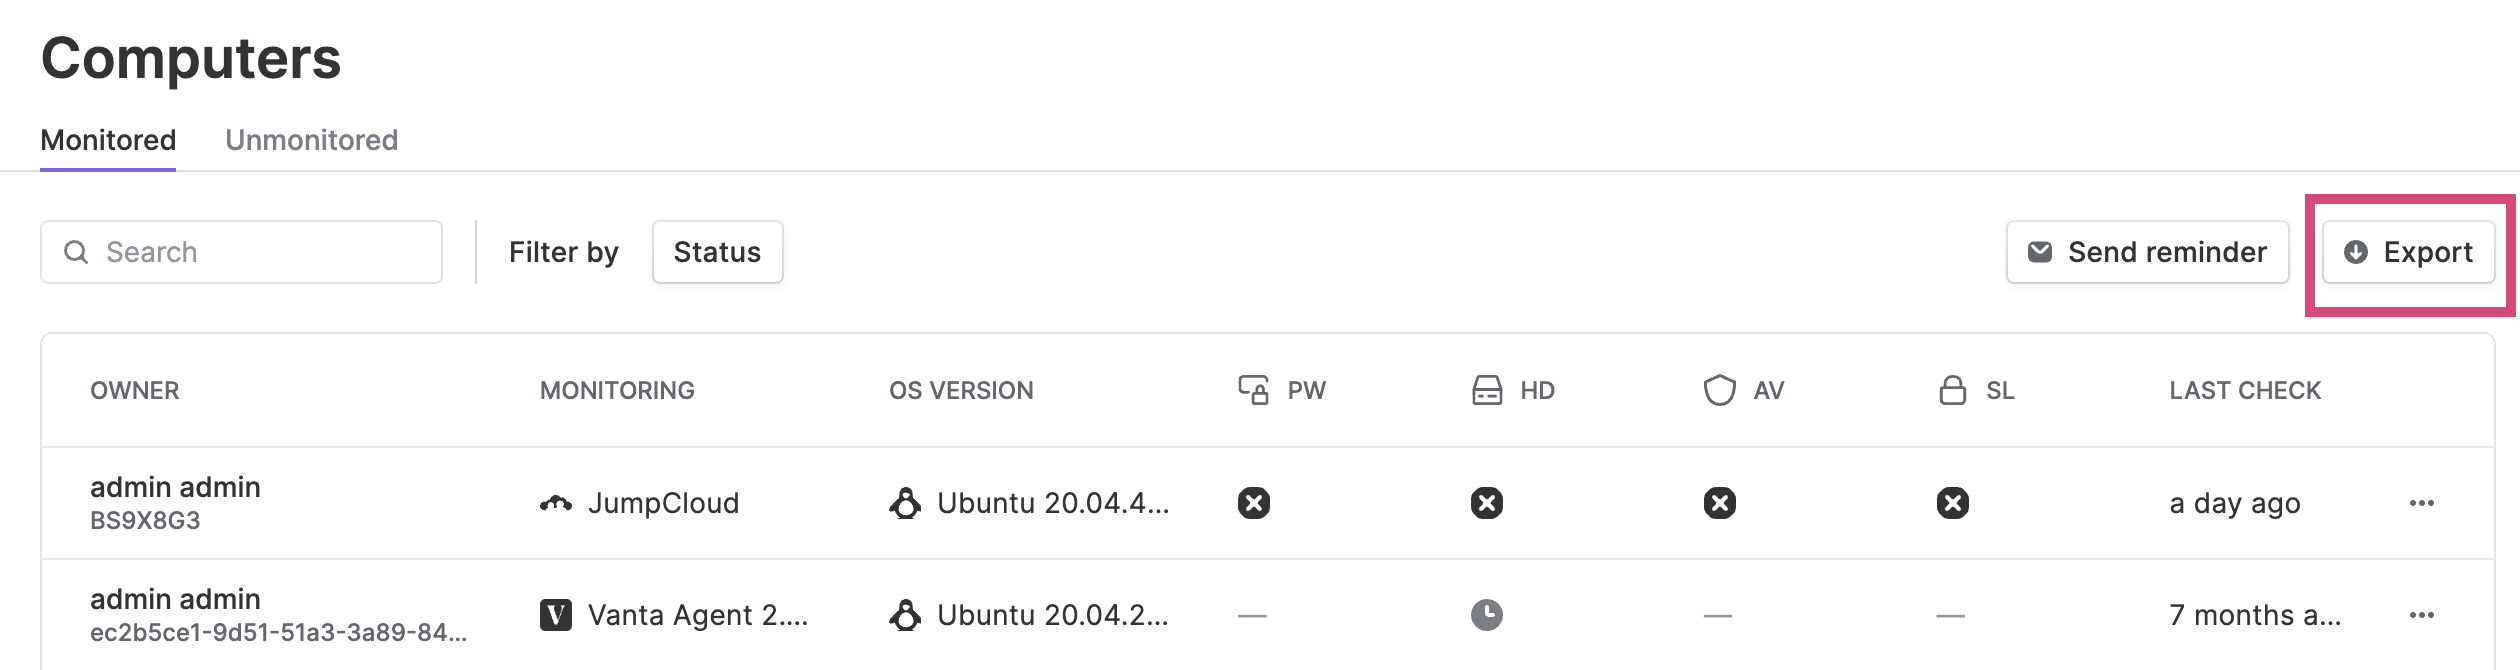 Computers
Monitored Unmonitored
Search Filter by Status Send reminder Export
OWNER MONITORING OS VERSION PW HD AV SL LAST CHECK
admin admin
BS9X8G3
JumpCloud Ubuntu 20.04.4... a day ago
admin admin
ec2b5ce1-9d51-51a3-3a89-84...
Vanta Agent 2.... Ubuntu 20.04.2... 7 months a...